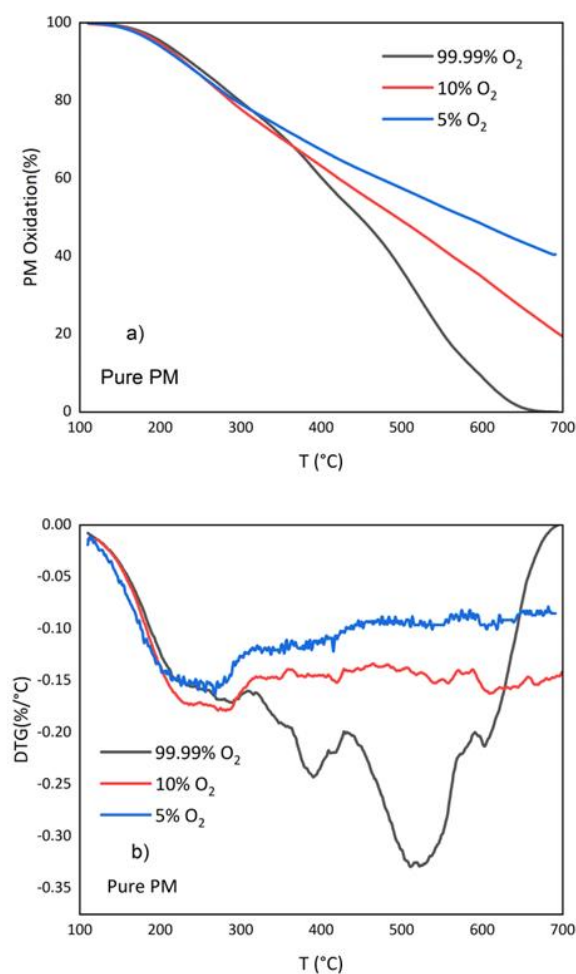 100
80
60
40
20
0
PM Oxidation(%)
99.99% O₂
10% O₂
5% O₂
a)
Pure PM
100 200 300 400 500 600 700
T (°C)
0.00
-0.05
-0.10
-0.15
-0.20
-0.25
-0.30
-0.35
DTG(%/°C)
99.99% O₂
10% O₂
5% O₂
b)
Pure PM
100 200 300 400 500 600 700
T (°C)